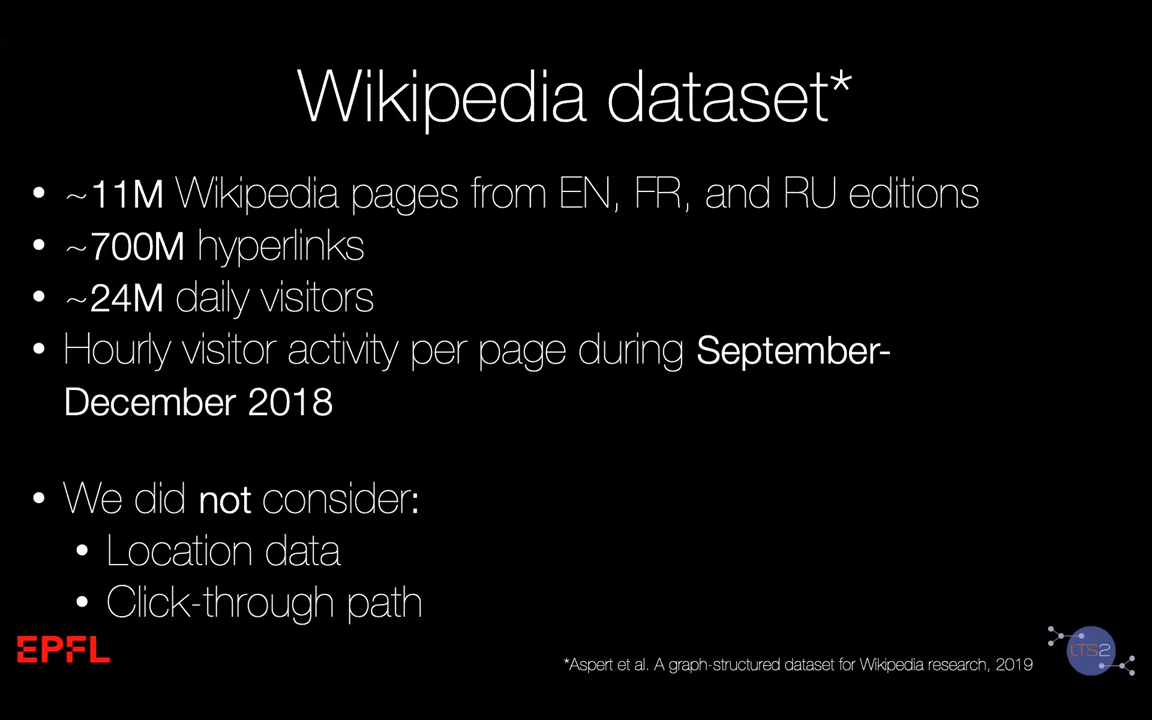 Wikipedia dataset*
• ~11M Wikipedia pages from EN, FR, and RU editions
• ~700M hyperlinks
• ~24M daily visitors
• Hourly visitor activity per page during September-
December 2018
• We did not consider:
• Location data
• Click-through path
EPFL
*Aspert et al. A graph-structured dataset for Wikipedia research, 2019
LTS2